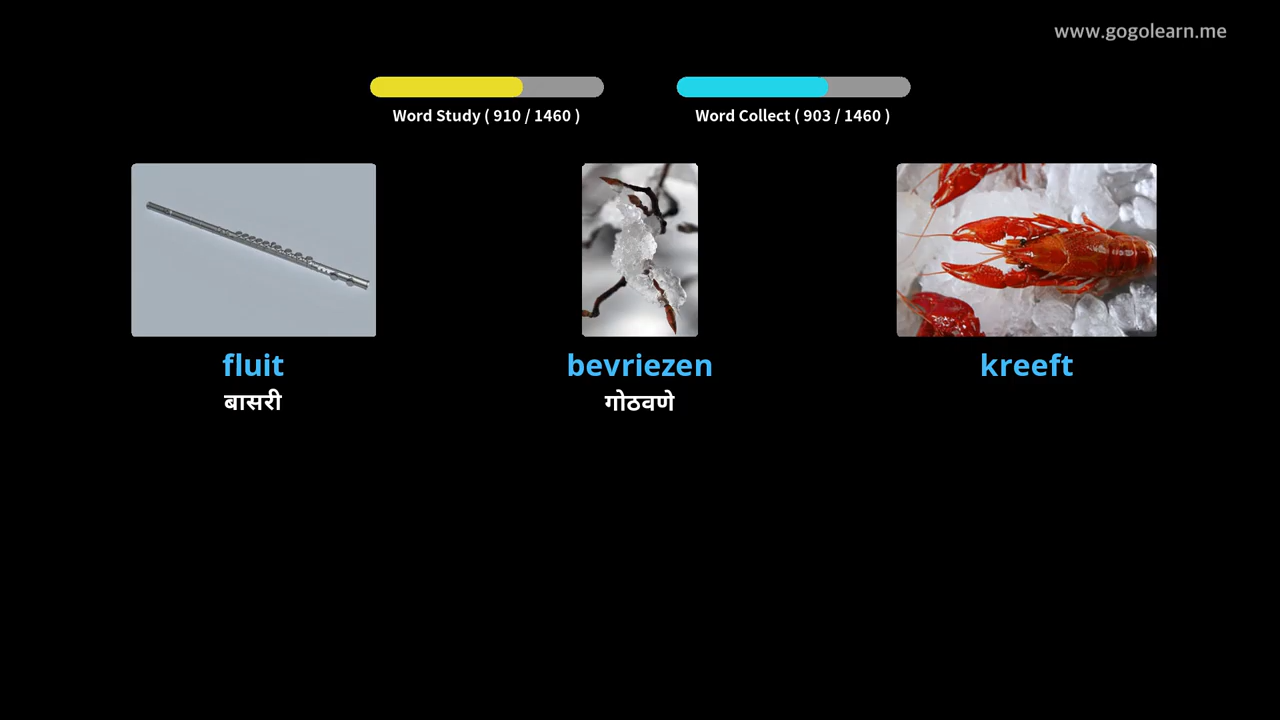 www.gogolearn.me
Word Study ( 910 / 1460 )
Word Collect ( 903 / 1460 )
fluit
बासरी
bevriezen
गोठवणे
kreeft